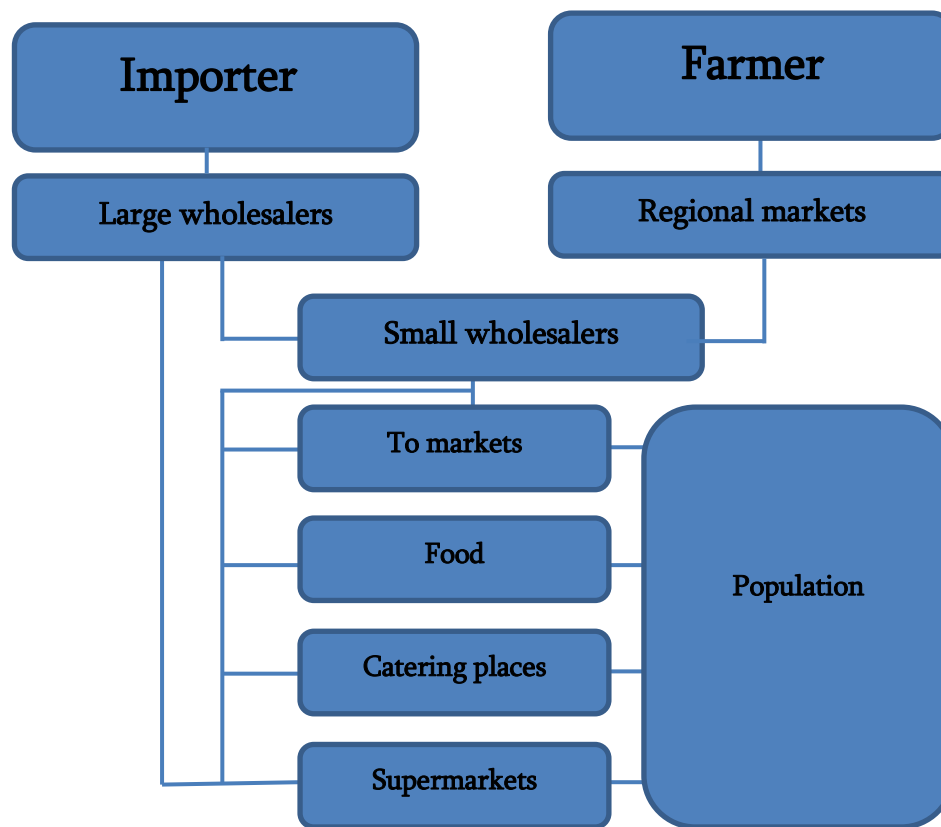 Importer
Farmer
Large wholesalers
Regional markets
Small wholesalers
To markets
Food
Population
Catering places
Supermarkets